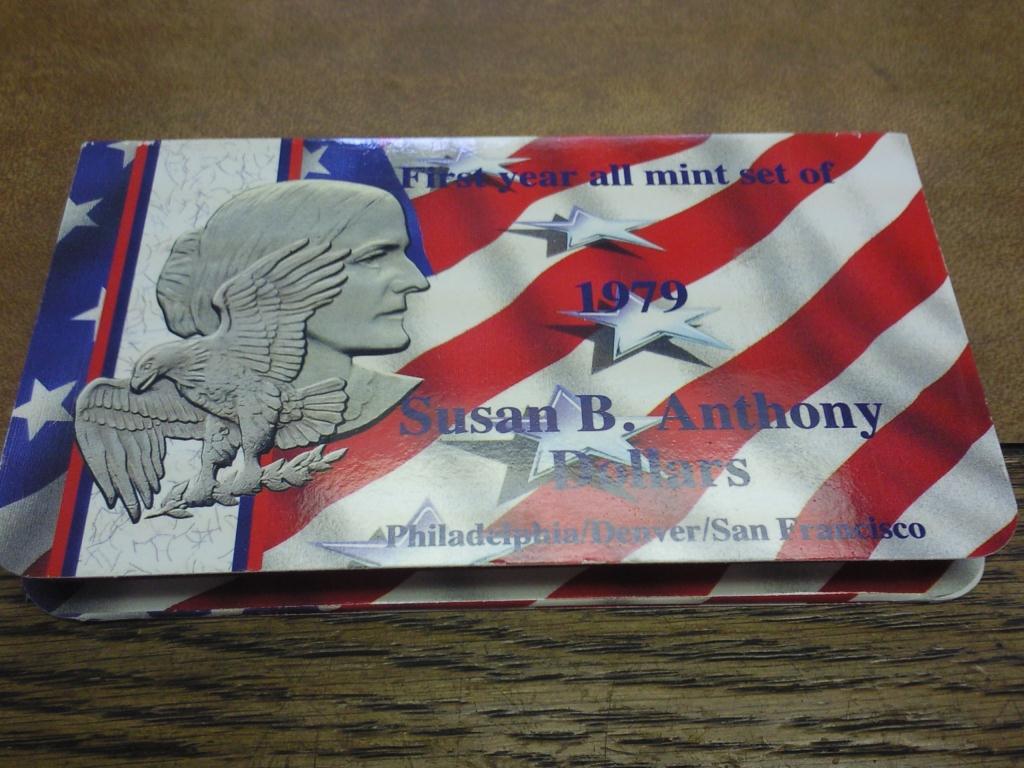 First year all mint set of
1979
Susan B. Anthony
Dollars
Philadelphia/Denver/San Francisco